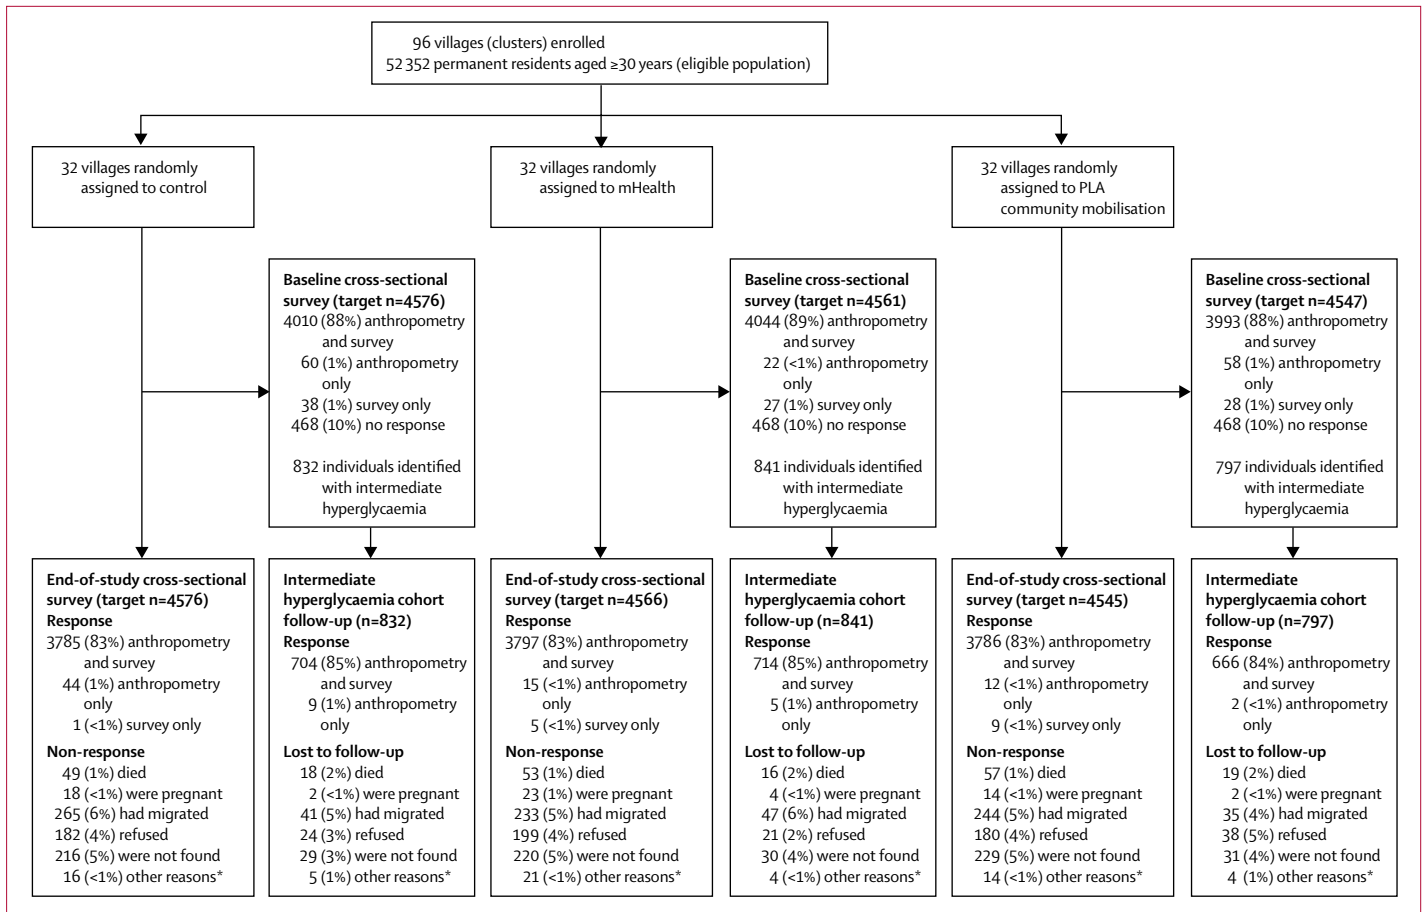 96 villages (clusters) enrolled
52 352 permanent residents aged ≥30 years (eligible population)
32 villages randomly
assigned to control
32 villages randomly
assigned to mHealth
32 villages randomly
assigned to PLA
community mobilisation
Baseline cross-sectional
survey (target n=4576)
4010 (88%) anthropometry
and survey
60 (1%) anthropometry
only
38 (1%) survey only
468 (10%) no response
832 individuals identified
with intermediate
hyperglycaemia
Baseline cross-sectional
survey (target n=4561)
4044 (89%) anthropometry
and survey
22 (<1%) anthropometry
only
27 (1%) survey only
468 (10%) no response
841 individuals identified
with intermediate
hyperglycaemia
Baseline cross-sectional
survey (target n=4547)
3993 (88%) anthropometry
and survey
58 (1%) anthropometry
only
28 (1%) survey only
468 (10%) no response
797 individuals identified
with intermediate
hyperglycaemia
End-of-study cross-sectional
survey (target n=4576)
Response
3785 (83%) anthropometry
and survey
44 (1%) anthropometry
only
1 (<1%) survey only
Non-response
49 (1%) died
18 (<1%) were pregnant
265 (6%) had migrated
182 (4%) refused
216 (5%) were not found
16 (<1%) other reasons*
Intermediate
hyperglycaemia cohort
follow-up (n=832)
Response
704 (85%) anthropometry
and survey
9 (1%) anthropometry
only
Lost to follow-up
18 (2%) died
2 (<1%) were pregnant
41 (5%) had migrated
24 (3%) refused
29 (3%) were not found
5 (1%) other reasons*
End-of-study cross-sectional
survey (target n=4566)
Response
3797 (83%) anthropometry
and survey
15 (<1%) anthropometry
only
5 (<1%) survey only
Non-response
53 (1%) died
23 (1%) were pregnant
233 (5%) had migrated
199 (4%) refused
220 (5%) were not found
21 (<1%) other reasons*
Intermediate
hyperglycaemia cohort
follow-up (n=841)
Response
714 (85%) anthropometry
and survey
5 (1%) anthropometry
only
Lost to follow-up
16 (2%) died
4 (<1%) were pregnant
47 (6%) had migrated
21 (2%) refused
30 (4%) were not found
4 (<1%) other reasons*
End-of-study cross-sectional
survey (target n=4545)
Response
3786 (83%) anthropometry
and survey
12 (<1%) anthropometry
only
9 (<1%) survey only
Non-response
57 (1%) died
14 (<1%) were pregnant
244 (5%) had migrated
180 (4%) refused
229 (5%) were not found
14 (<1%) other reasons*
Intermediate
hyperglycaemia cohort
follow-up (n=797)
Response
666 (84%) anthropometry
and survey
2 (<1%) anthropometry
only
Lost to follow-up
19 (2%) died
2 (<1%) were pregnant
35 (4%) had migrated
38 (5%) refused
31 (4%) were not found
4 (1%) other reasons*